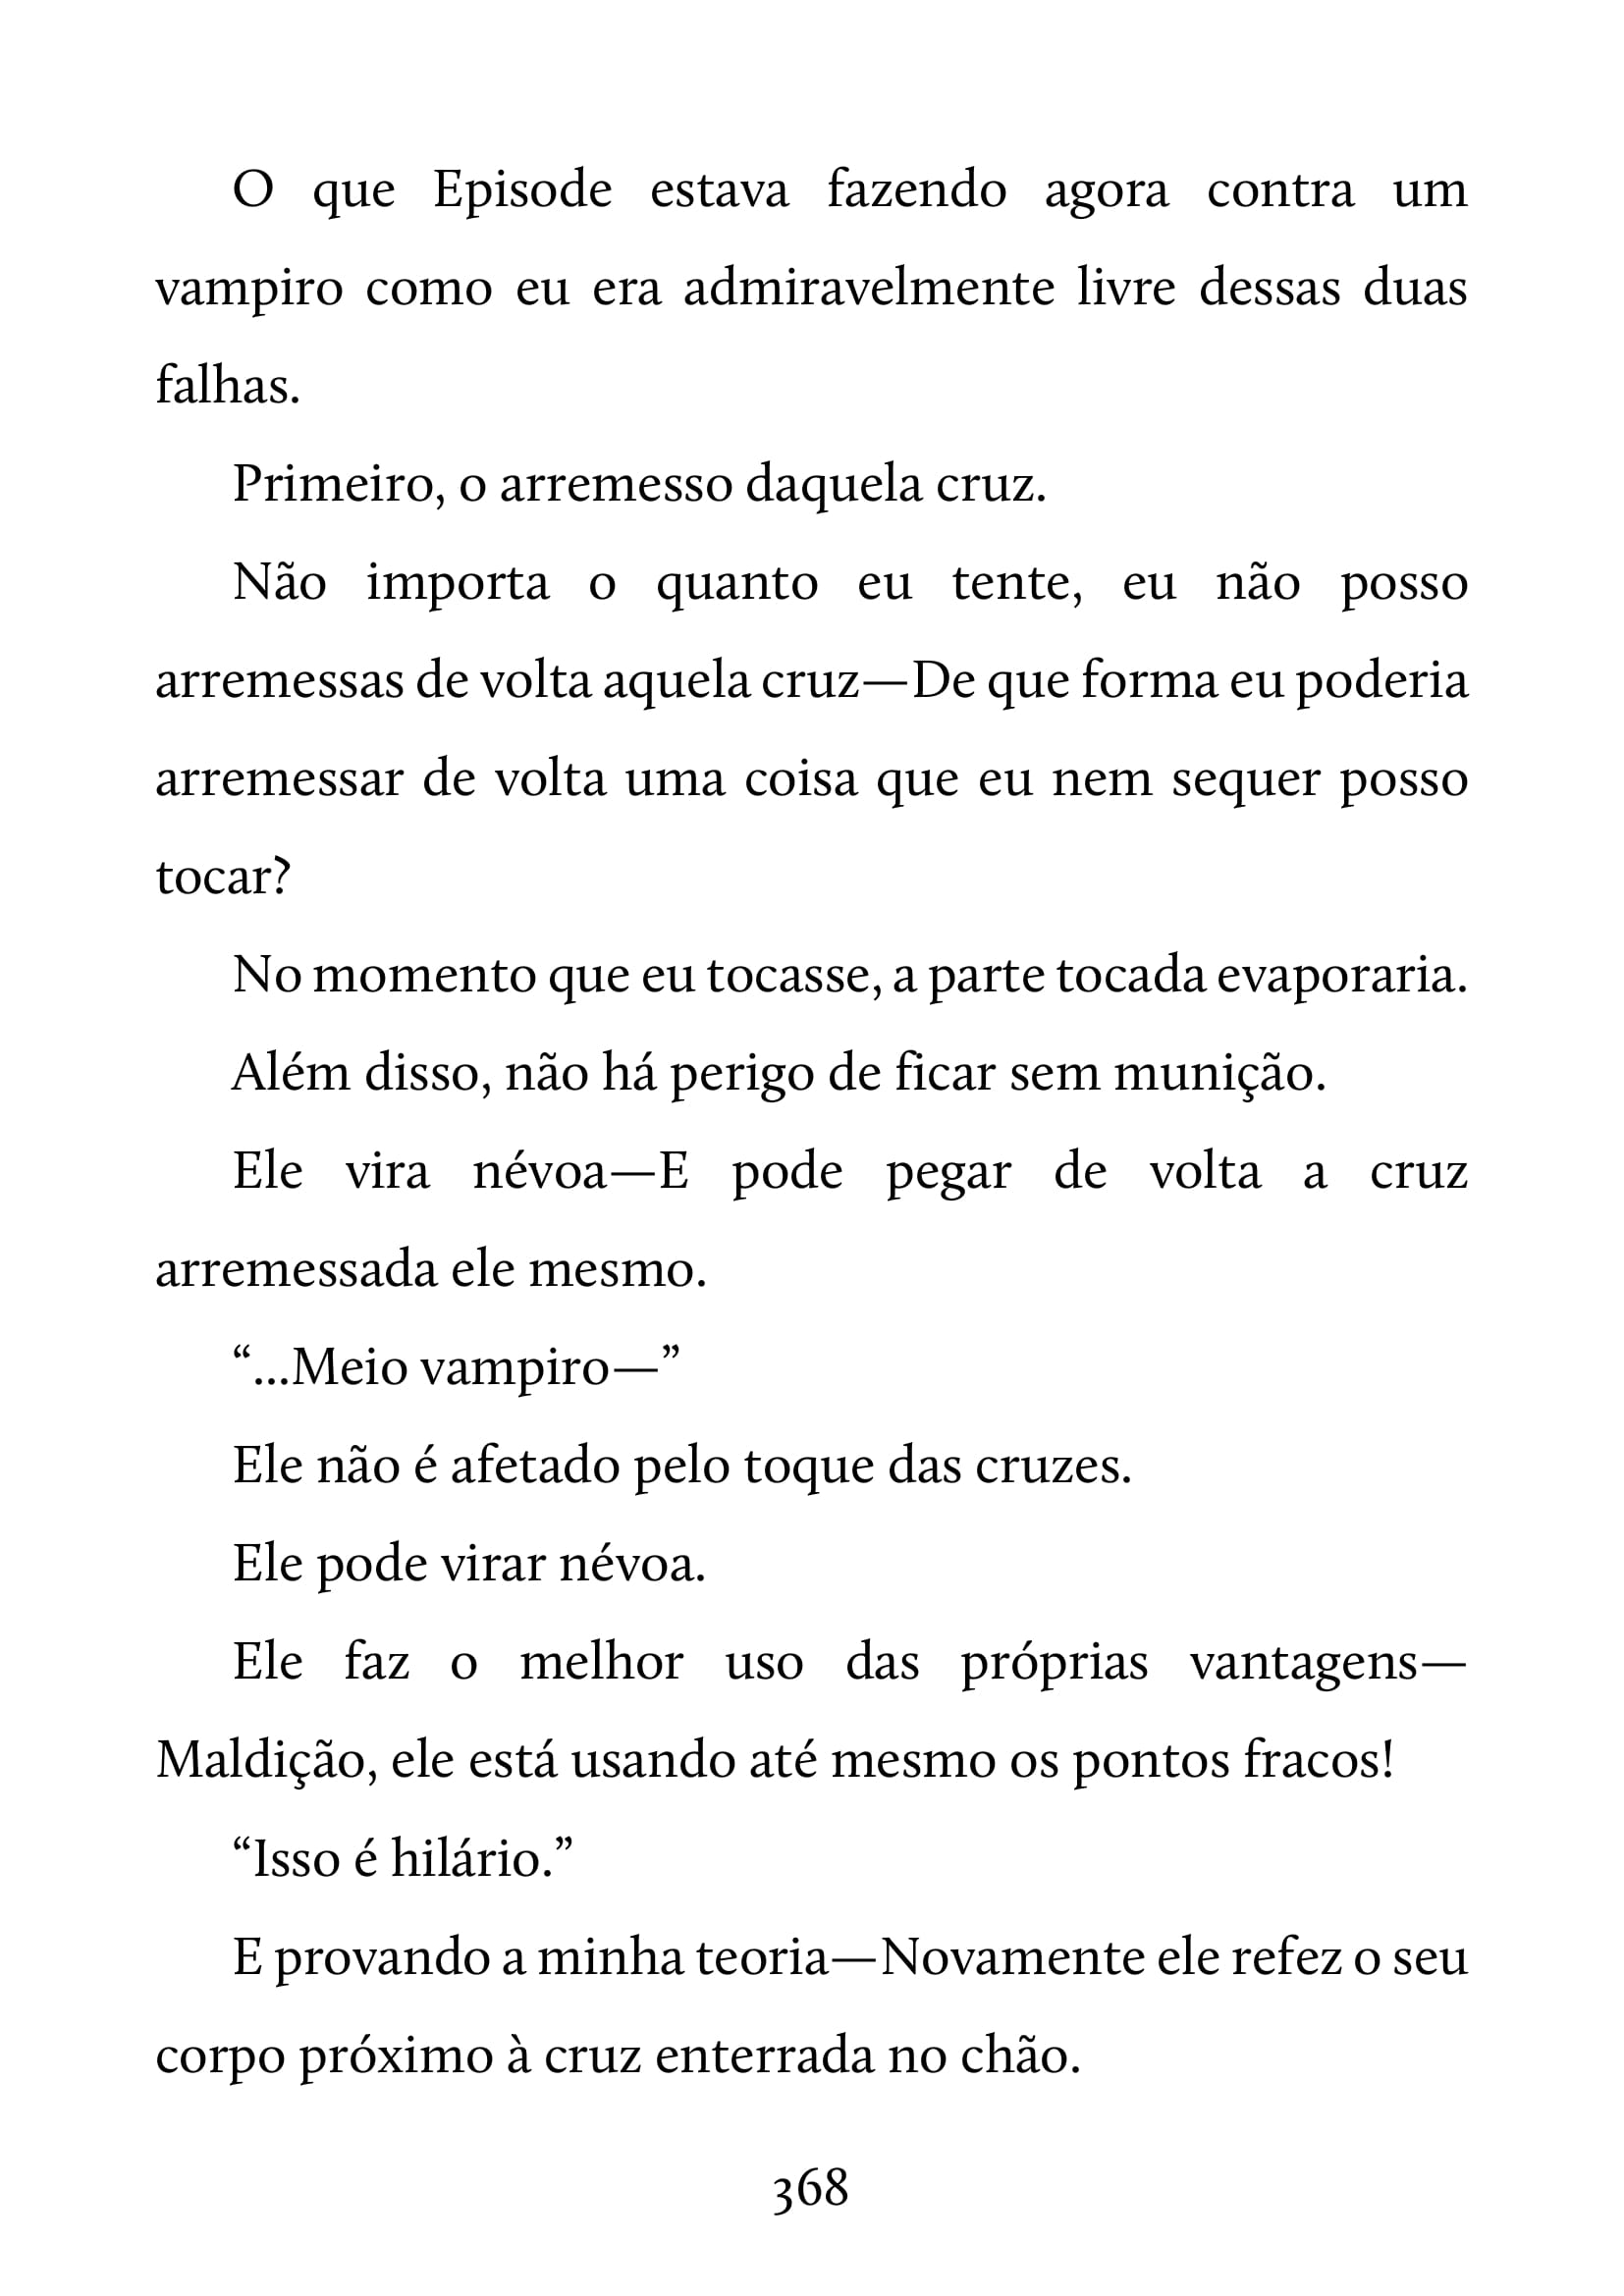 O que Episode estava fazendo agora contra um
vampiro como eu era admiravelmente livre dessas duas
falhas.
Primeiro, o arremesso daquela cruz.
Não importa o quanto eu tente, eu não posso
arremessas de volta aquela cruz—De que forma eu poderia
arremessar de volta uma coisa que eu nem sequer posso
tocar?
No momento que eu tocasse, a parte tocada evaporaria.
Além disso, não há perigo de ficar sem munição.
Ele vira névoa—E pode pegar de volta a cruz
arremessada ele mesmo.
“...Meio vampiro—”
Ele não é afetado pelo toque das cruzes.
Ele pode virar névoa.
Ele faz o melhor uso das próprias vantagens—
Maldição, ele está usando até mesmo os pontos fracos!
“Isso é hilário.”
E provando a minha teoria—Novamente ele refez o seu
corpo próximo à cruz enterrada no chão.
368